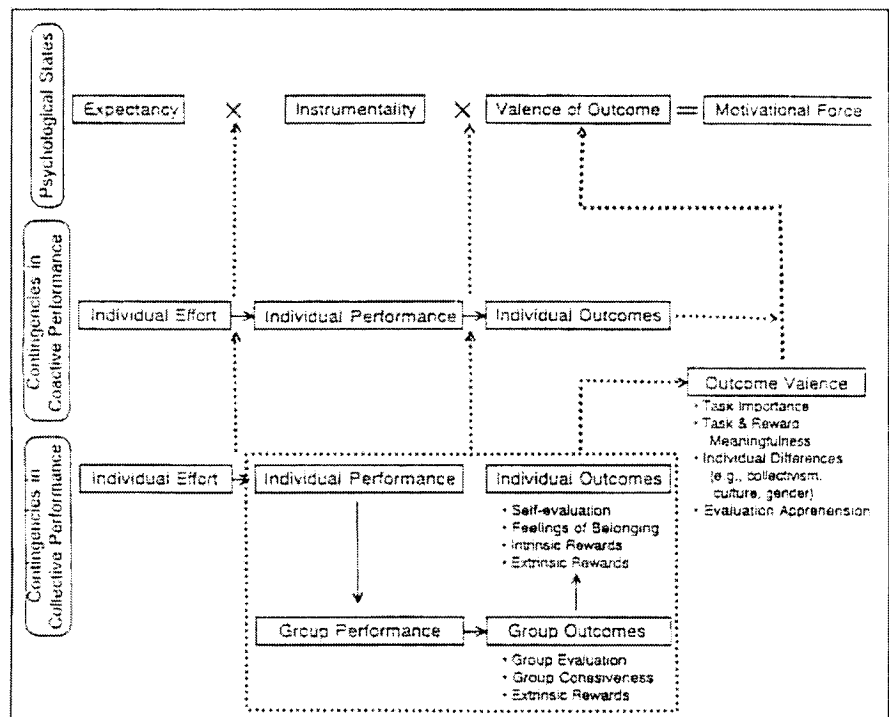 Psychological States
Expectancy × Instrumentality × Valence of Outcome = Motivational Force
Contingencies in
Coactive Performance
Individual Effort Individual Performance Individual Outcomes
Outcome Valence
• Task Importance
• Task & Reward
Meaningfulness
• Individual Differences
(e.g., collectivism,
culture, gender)
• Evaluation Apprehension
Contingencies in
Collective Performance
Individual Effort Individual Performance Individual Outcomes
• Self-evaluation
• Feelings of Belonging
• Intrinsic Rewards
• Extrinsic Rewards
Group Performance Group Outcomes
• Group Evaluation
• Group Cohesiveness
• Extrinsic Rewards